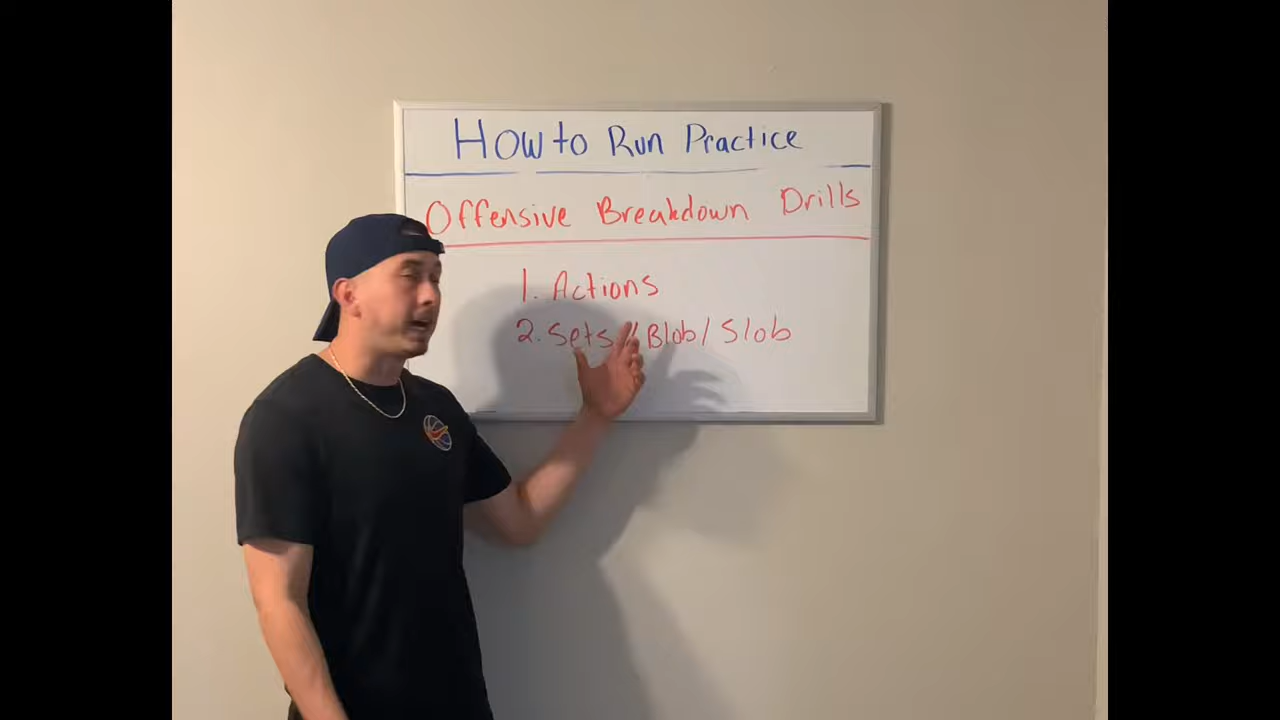 How to Run Practice
Offensive Breakdown Drills
1. Actions
2. Sets // Blob / Slob